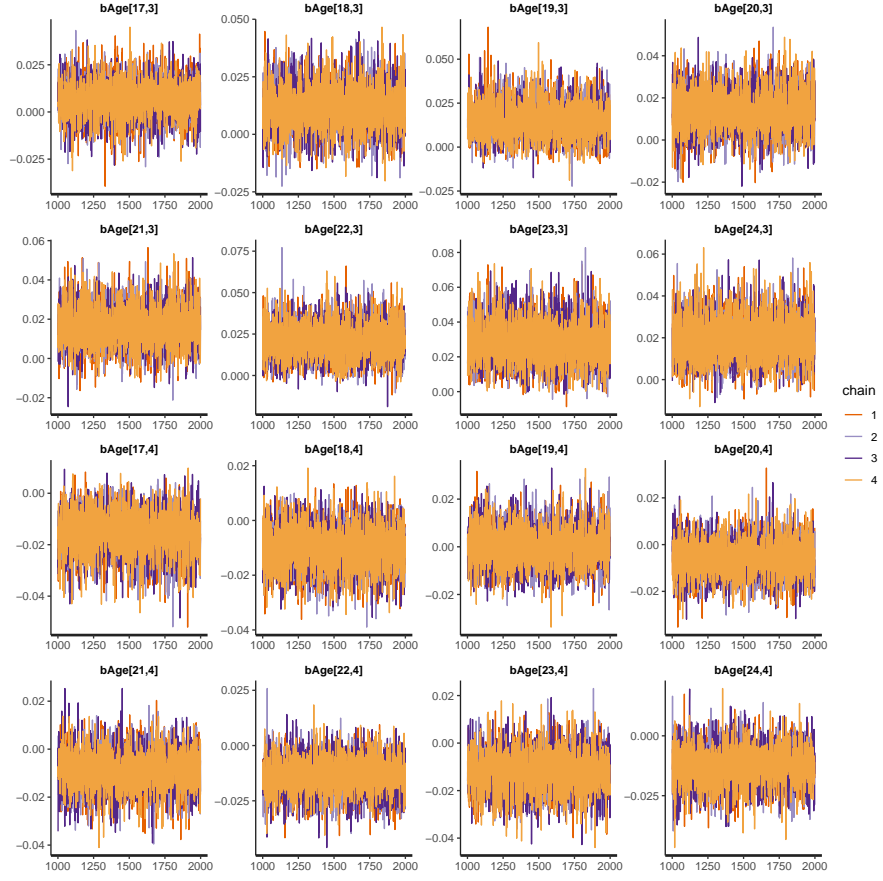 bAge[17,3] bAge[18,3] bAge[19,3] bAge[20,3]
0.025 0.000 −0.025
0.050 0.025 0.000 −0.025
0.050 0.025 0.000 −0.025
0.04 0.02 0.00 −0.02
1000 1250 1500 1750 2000 1000 1250 1500 1750 2000 1000 1250 1500 1750 2000 1000 1250 1500 1750 2000
bAge[21,3] bAge[22,3] bAge[23,3] bAge[24,3]
0.06 0.04 0.02 0.00 −0.02
0.075 0.050 0.025 0.000
0.08 0.06 0.04 0.02 0.00
0.06 0.04 0.02 0.00
1000 1250 1500 1750 2000 1000 1250 1500 1750 2000 1000 1250 1500 1750 2000 1000 1250 1500 1750 2000
chain
1
2
3
4
bAge[17,4] bAge[18,4] bAge[19,4] bAge[20,4]
0.00 −0.02 −0.04
0.02 0.00 −0.02 −0.04
0.02 0.00 −0.02
0.02 0.00 −0.02
1000 1250 1500 1750 2000 1000 1250 1500 1750 2000 1000 1250 1500 1750 2000 1000 1250 1500 1750 2000
bAge[21,4] bAge[22,4] bAge[23,4] bAge[24,4]
0.02 0.00 −0.02 −0.04
0.025 0.000 −0.025
0.02 0.00 −0.02 −0.04
0.000 −0.025
1000 1250 1500 1750 2000 1000 1250 1500 1750 2000 1000 1250 1500 1750 2000 1000 1250 1500 1750 2000